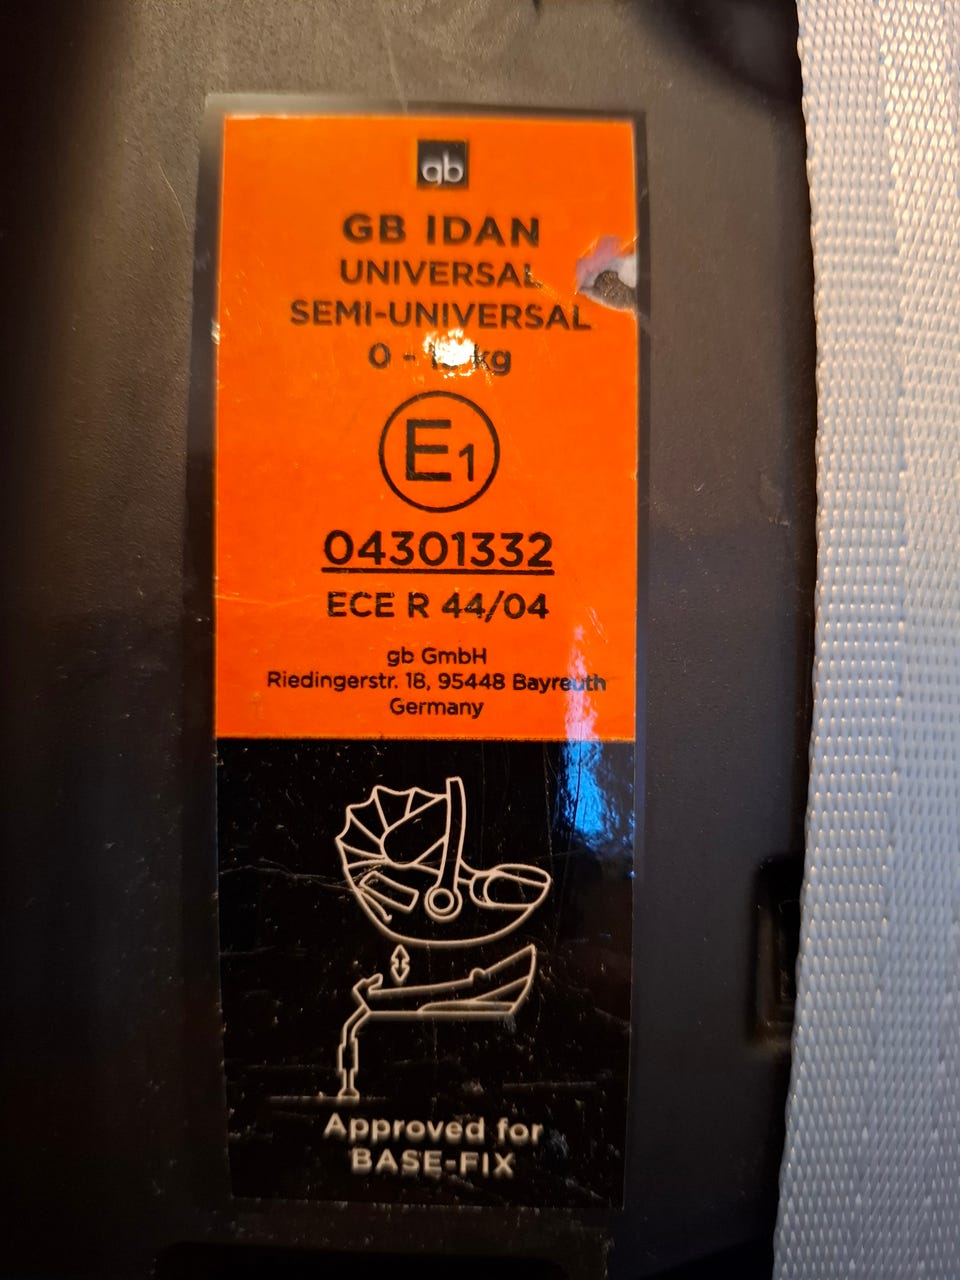 gb
GB IDAN
UNIVERSAL
SEMI-UNIVERSAL
0 - kg
E1
04301332
ECE R 44/04
gb GmbH
Riedingerstr. 18, 95448 Bayreuth
Germany
Approved for
BASE-FIX